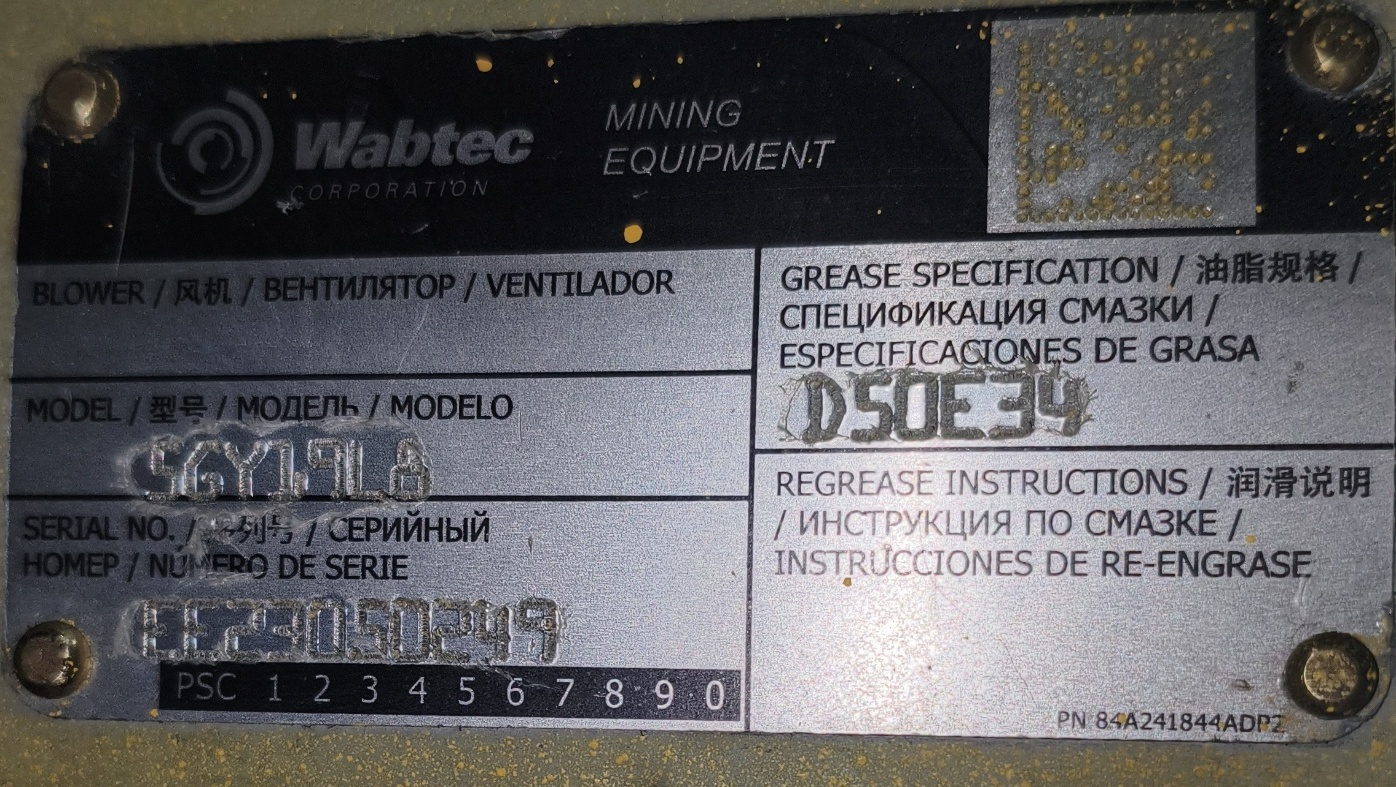 Wabtec
CORPORATION
MINING
EQUIPMENT
BLOWER / 风机 / ВЕНТИЛЯТОР / VENTILADOR
MODEL / 型号 / МОДЕЛЬ / MODELO
5GY19L8
SERIAL NO. / 序列号 / СЕРИЙНЫЙ
НОМЕР / NÚMERO DE SERIE
EE23050249
PSC 1 2 3 4 5 6 7 8 9 0
GREASE SPECIFICATION / 油脂规格 /
СПЕЦИФИКАЦИЯ СМАЗКИ /
ESPECIFICACIONES DE GRASA
D50E34
REGREASE INSTRUCTIONS / 润滑说明
/ ИНСТРУКЦИЯ ПО СМАЗКЕ /
INSTRUCCIONES DE RE-ENGRASE
PN 84A241844ADP2